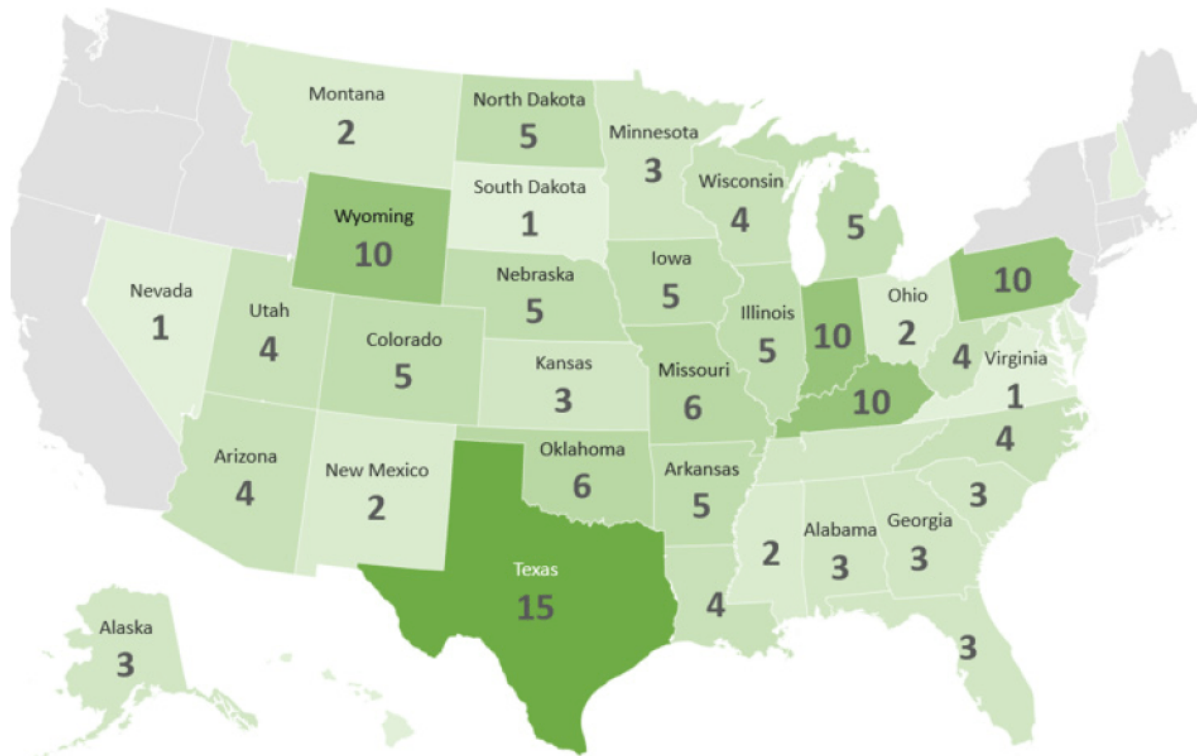 Montana
2
North Dakota
5
Minnesota
3
Wisconsin
4
5
South Dakota
1
Wyoming
10
Nebraska
5
Iowa
5
Nevada
1
Utah
4
Colorado
5
Kansas
3
Missouri
6
Illinois
5
10
Ohio
2
10
4
Virginia
1
10
4
Arizona
4
New Mexico
2
Oklahoma
6
Arkansas
5
3
Texas
15
4
2
Alabama
3
Georgia
3
3
Alaska
3